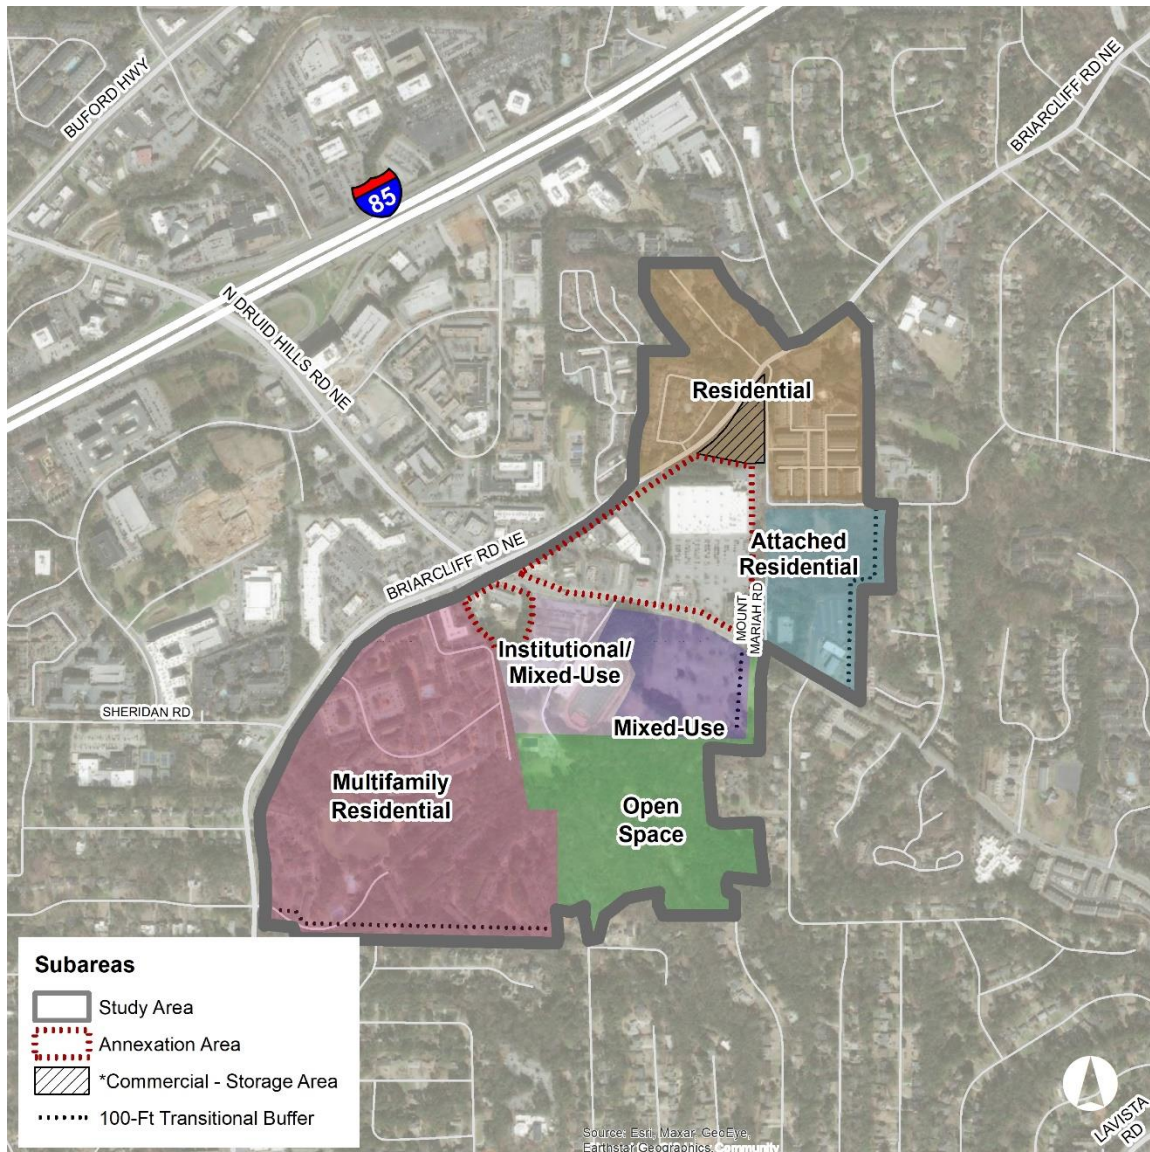 BUFORD HWY
BRIARCLIFF RD NE
85
N DRUID HILLS RD NE
Residential
BRIARCLIFF RD NE
Attached
Residential
MOUNT
MARIAH RD
Institutional/
Mixed-Use
SHERIDAN RD
Mixed-Use
Multifamily
Residential
Open
Space
Subareas
Study Area
Annexation Area
*Commercial - Storage Area
100-Ft Transitional Buffer
LAVISTA
RD
Source: Esri, Maxar, GeoEye,
Earthstar Geographics, Community